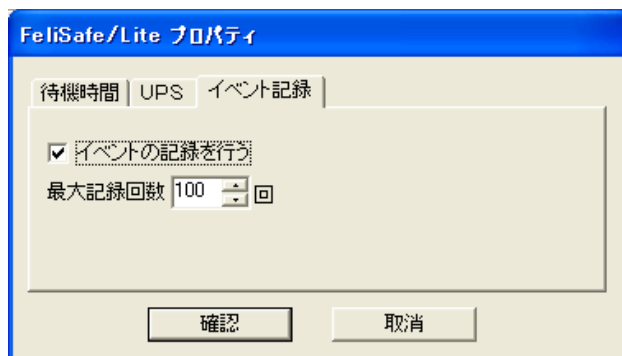 FeliSafe/Lite プロパティ
待機時間 UPS イベント記録
イベントの記録を行う
最大記録回数 100 回
確認 取消